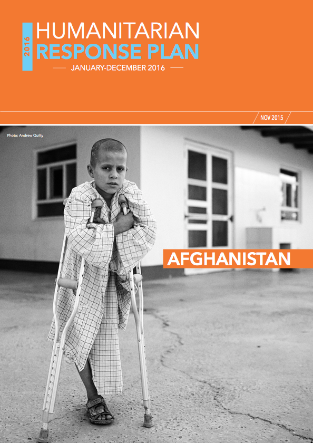 2016
HUMANITARIAN
RESPONSE PLAN
JANUARY-DECEMBER 2016
NOV 2015
Photo: Andrew Quilty
AFGHANISTAN